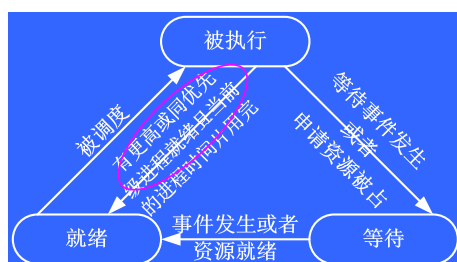 被执行
被调度
有更高或同优先
级进程就绪且当前
的进程时间片用完
等待事件发生
或者
申请资源被占
就绪
事件发生或者
资源就绪
等待